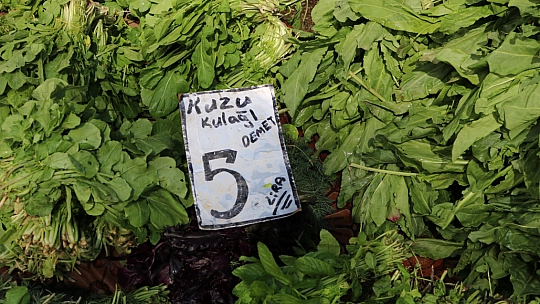 Kuzu
Kulağı
DEMET
5
LiRA